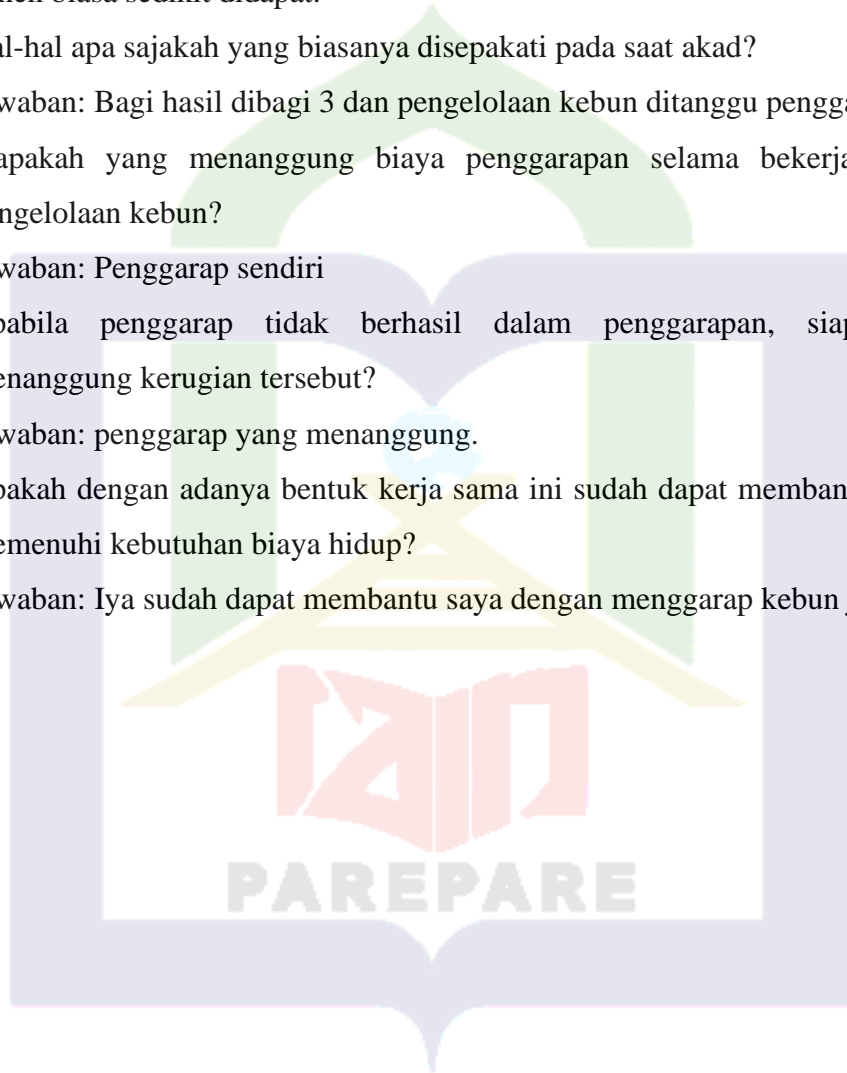 biasa sedikit didapat.
al-hal apa sajakah yang biasanya disepakati pada saat akad?
waban: Bagi hasil dibagi 3 dan pengelolaan kebun ditanggu pengga
apakah yang menanggung biaya penggarapan selama bekerja
ngelolaan kebun?
waban: Penggarap sendiri
pabila penggarap tidak berhasil dalam penggarapan, siap
enanggung kerugian tersebut?
waban: penggarap yang menanggung.
pakah dengan adanya bentuk kerja sama ini sudah dapat memban
emenuhi kebutuhan biaya hidup?
waban: Iya sudah dapat membantu saya dengan menggarap kebun
iain
PAREPARE